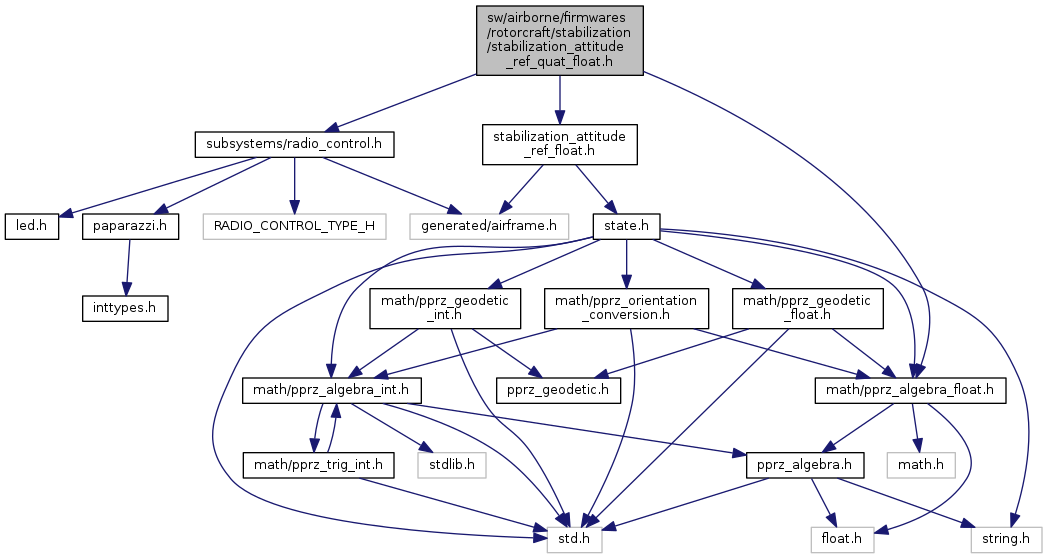 sw/airborne/firmwares
/rotorcraft/stabilization
/stabilization_attitude
_ref_quat_float.h
subsystems/radio_control.h
stabilization_attitude
_ref_float.h
led.h
paparazzi.h
RADIO_CONTROL_TYPE_H
generated/airframe.h
state.h
inttypes.h
math/pprz_geodetic
_int.h
math/pprz_orientation
_conversion.h
math/pprz_geodetic
_float.h
math/pprz_algebra_int.h
pprz_geodetic.h
math/pprz_algebra_float.h
math/pprz_trig_int.h
stdlib.h
pprz_algebra.h
math.h
std.h
float.h
string.h